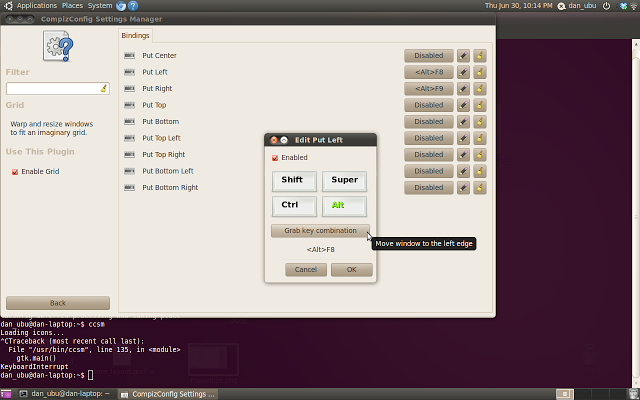 Applications Places System
Thu Jun 30, 10:14 PM dan_ubu
CompizConfig Settings Manager
Bindings
Filter
Grid
Warp and resize windows
to fit an imaginary grid.
Use This Plugin
Enable Grid
Back
Put Center Disabled
Put Left <Alt>F8
Put Right <Alt>F9
Put Top Disabled
Put Bottom Disabled
Put Top Left Disabled
Put Top Right Disabled
Put Bottom Left Disabled
Put Bottom Right Disabled
Edit Put Left
Enabled
Shift Super
Ctrl Alt
Grab key combination
Move window to the left edge
<Alt>F8
Cancel OK
dan_ubu@dan-laptop:~$ ccsm
Loading icons...
^CTraceback (most recent call last):
File "/usr/bin/ccsm", line 135, in <module>
gtk.main()
KeyboardInterrupt
dan_ubu@dan-laptop:~$
dan_ubu@dan-laptop: ~
CompizConfig Settings ...